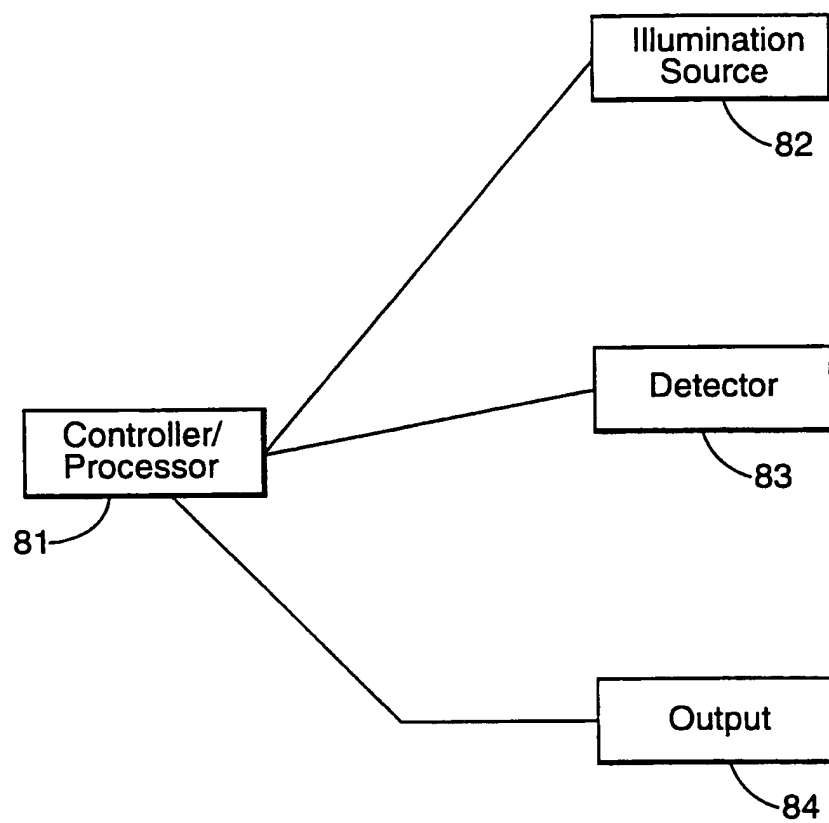 Illumination
Source
82
Detector
83
Controller/
Processor
81
Output
84